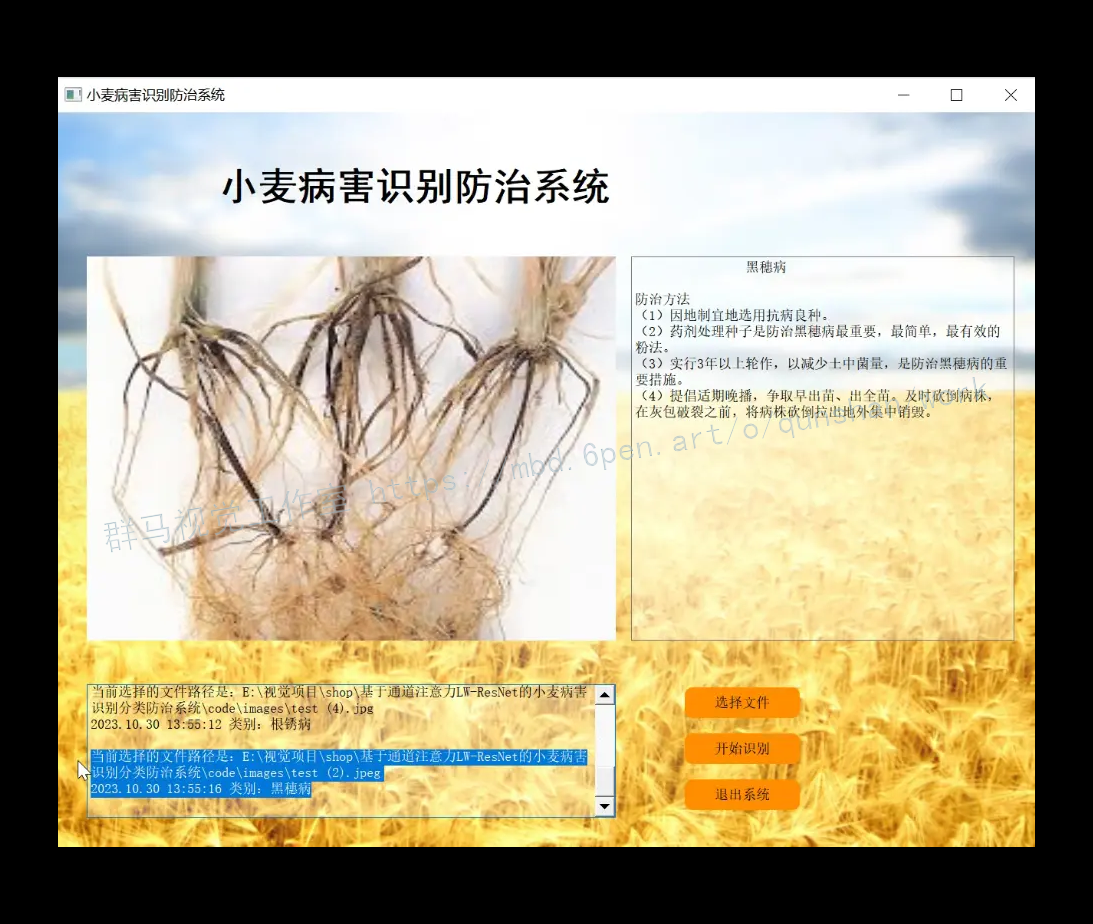 小麦病害识别防治系统
小麦病害识别防治系统
黑穗病
防治方法
（1）因地制宜地选用抗病良种。
（2）药剂处理种子是防治黑穗病最重要，最简单，最有效的
粉法。
（3）实行3年以上轮作，以减少土中菌量，是防治黑穗病的重
要措施。
（4）提倡适期晚播，争取早出苗、出全苗。及时砍倒病株，
在灰包破裂之前，将病株砍倒拉出地外集中销毁。
群马视觉工作室 https://mbd.6pen.art/o/qunshan/work
当前选择的文件路径是：E:\视觉项目\shop\基于通道注意力LW-ResNet的小麦病害
识别分类防治系统\code\images\test (4).jpg
2023.10.30 13:55:12 类别：根锈病
当前选择的文件路径是：E:\视觉项目\shop\基于通道注意力LW-ResNet的小麦病害
识别分类防治系统\code\images\test (2).jpeg
2023.10.30 13:55:16 类别：黑穗病
选择文件
开始识别
退出系统